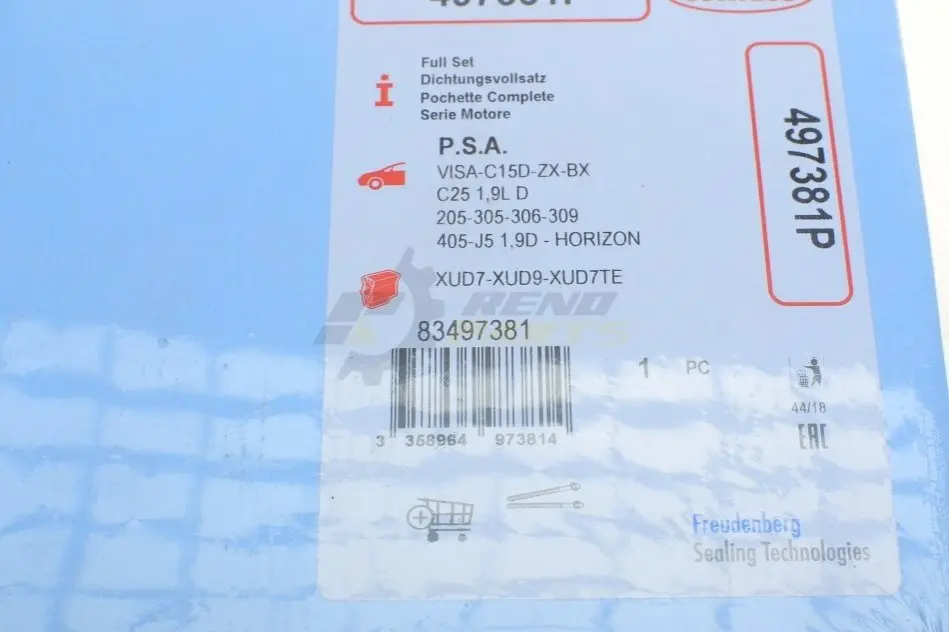 Full Set
Dichtungsvollsatz
Pochette Complete
Serie Motore
P.S.A.
VISA-C15D-ZX-BX
C25 1,9L D
205-305-306-309
405-J5 1,9D - HORIZON
XUD7-XUD9-XUD7TE
RENO
PARTS
83497381
1 PC
3 358964 973814
44/18
EAC
Freudenberg
Sealing Technologies
497381P